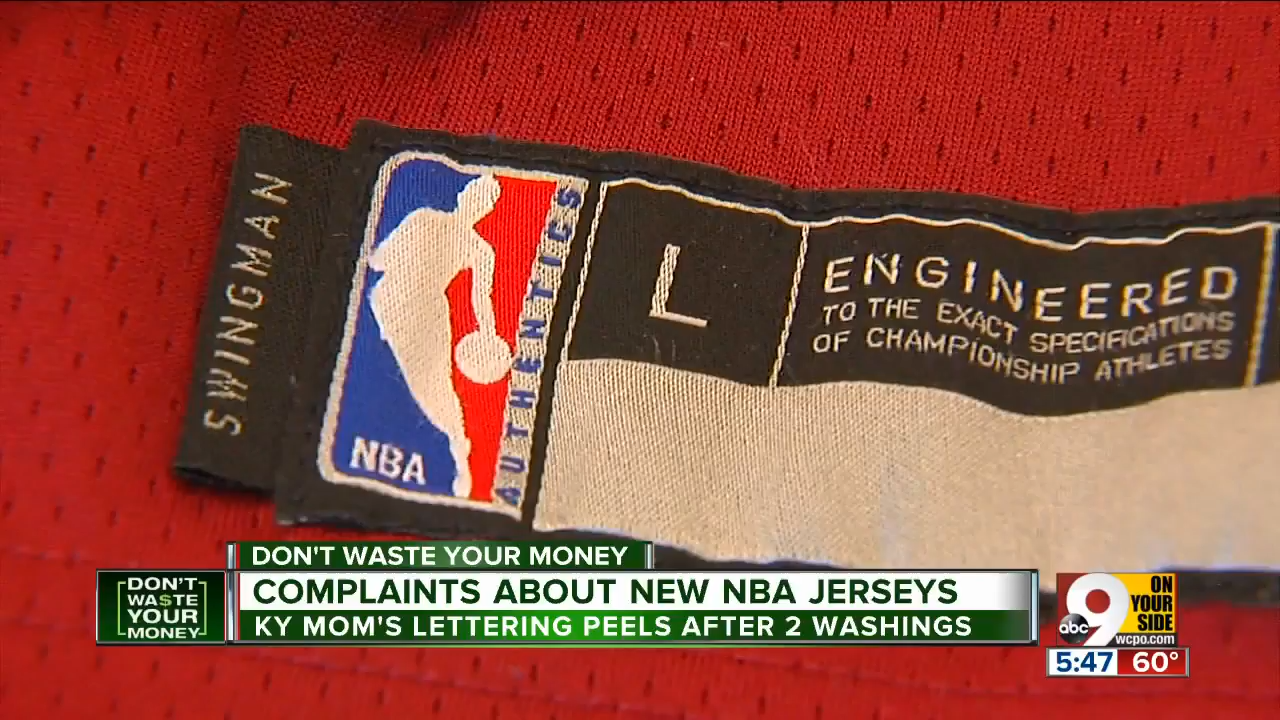 SWINGMAN
NBA
AUTHENTICS
L
ENGINEERED
TO THE EXACT SPECIFICATIONS
OF CHAMPIONSHIP ATHLETES
DON'T WASTE YOUR MONEY
DON'T
WA$TE
YOUR
MONEY
COMPLAINTS ABOUT NEW NBA JERSEYS
KY MOM'S LETTERING PEELS AFTER 2 WASHINGS
abc 9
ON
YOUR
SIDE
wcpo.com
5:47 60°